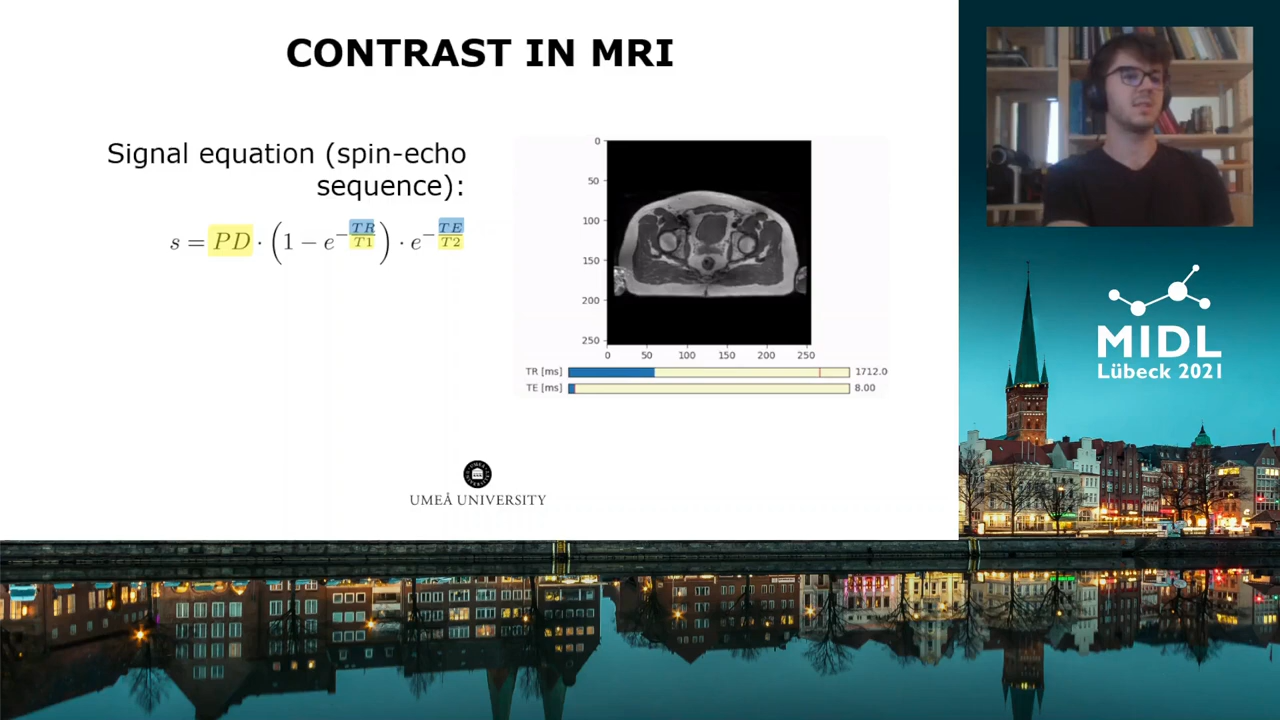 CONTRAST IN MRI
Signal equation (spin-echo
sequence):
s = PD · (1 − e^{−TR/T1}) · e^{−TE/T2}
0
50
100
150
200
250
0 50 100 150 200 250
TR [ms] 1712.0
TE [ms] 8.00
UMEÅ UNIVERSITY
MIDL
Lübeck 2021